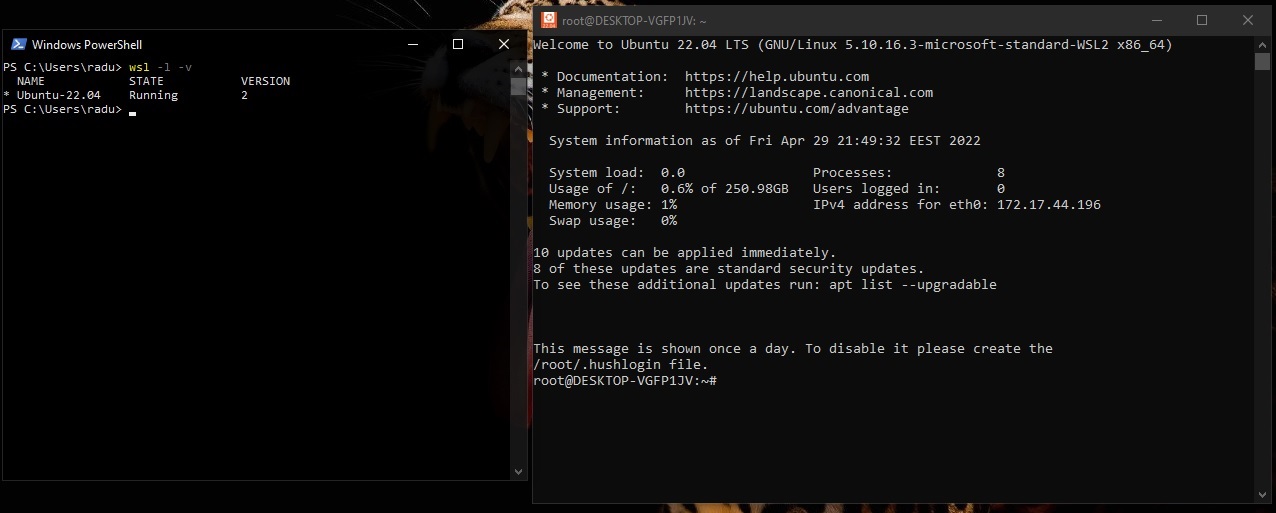 Windows PowerShell
PS C:\Users\radu> wsl -l -v
  NAME            STATE           VERSION
* Ubuntu-22.04    Running         2
PS C:\Users\radu>
22.04
root@DESKTOP-VGFP1JV: ~
Welcome to Ubuntu 22.04 LTS (GNU/Linux 5.10.16.3-microsoft-standard-WSL2 x86_64)
 * Documentation:  https://help.ubuntu.com
 * Management:     https://landscape.canonical.com
 * Support:        https://ubuntu.com/advantage
  System information as of Fri Apr 29 21:49:32 EEST 2022
  System load:  0.0                Processes:             8
  Usage of /:   0.6% of 250.98GB   Users logged in:       0
  Memory usage: 1%                 IPv4 address for eth0: 172.17.44.196
  Swap usage:   0%
10 updates can be applied immediately.
8 of these updates are standard security updates.
To see these additional updates run: apt list --upgradable
This message is shown once a day. To disable it please create the
/root/.hushlogin file.
root@DESKTOP-VGFP1JV:~#